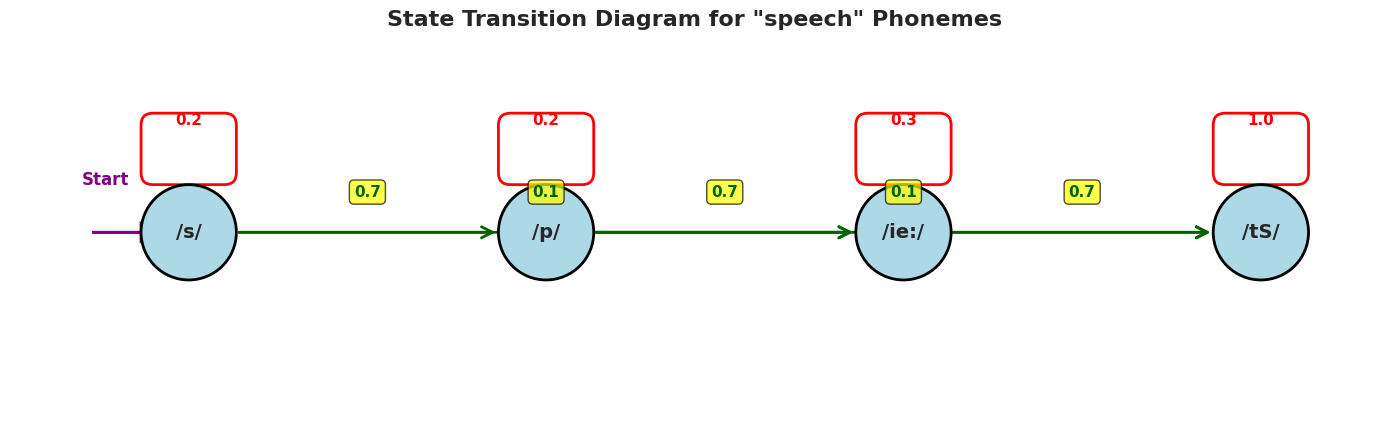 State Transition Diagram for "speech" Phonemes
0.2 0.2 0.3 1.0
Start
0.7 0.1 0.7 0.1 0.7
/s/ /p/ /ie:/ /tS/